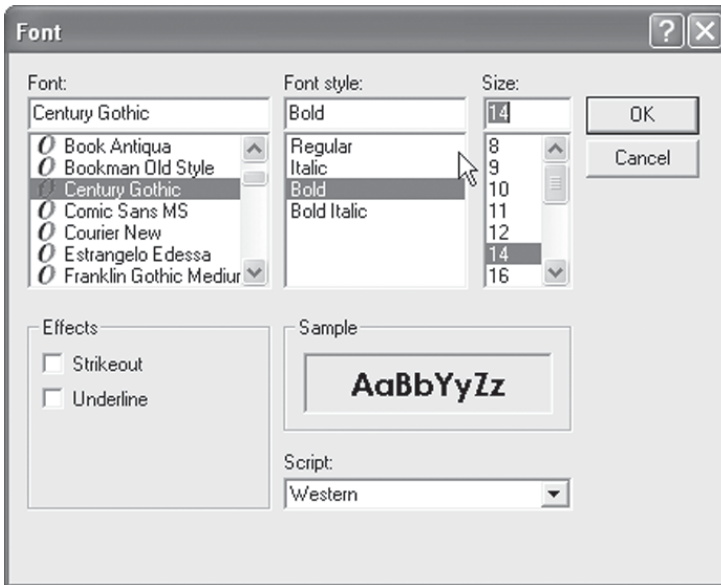 Font
Font:
Century Gothic
Book Antiqua
Bookman Old Style
Century Gothic
Comic Sans MS
Courier New
Estrangelo Edessa
Franklin Gothic Mediur
Font style:
Bold
Regular
Italic
Bold
Bold Italic
Size:
14
8
9
10
11
12
14
16
OK
Cancel
Effects
Strikeout
Underline
Sample
AaBbYyZz
Script:
Western